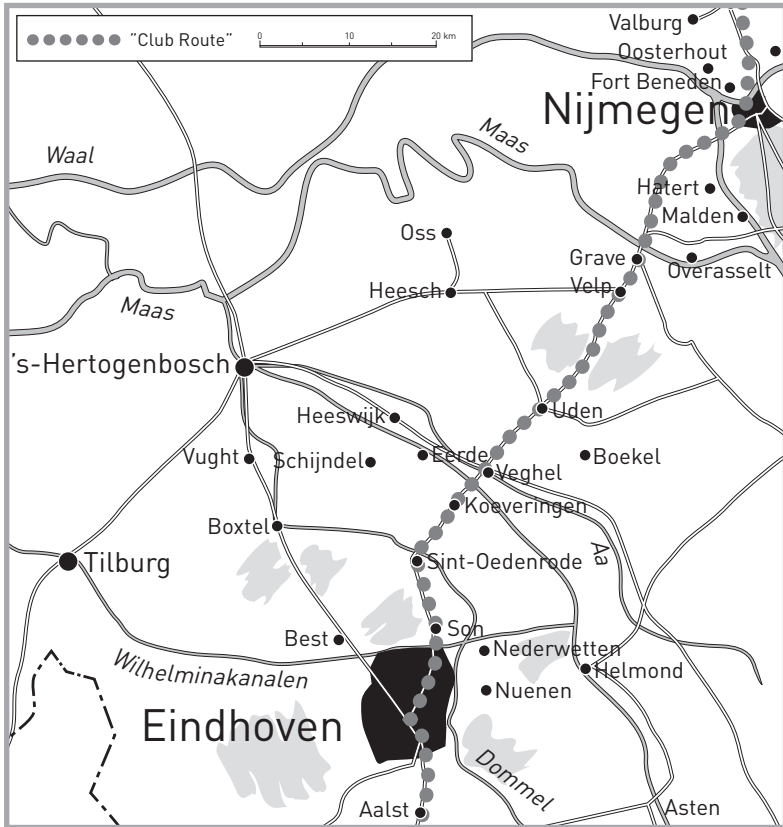 "Club Route"
0 10 20 km
Valburg
Oosterhout
Fort Beneden
Nijmegen
Waal
Maas
Hatert
Malden
Oss
Grave
Overasselt
Heesch
Velp
Maas
's-Hertogenbosch
Uden
Heeswijk
Vught
Schijndel
Eerde
Boekel
Veghel
Koeveringen
Boxtel
Aa
Tilburg
Sint-Oedenrode
Son
Best
Nederwetten
Wilhelminakanalen
Helmond
Nuenen
Eindhoven
Dommel
Aalst
Asten